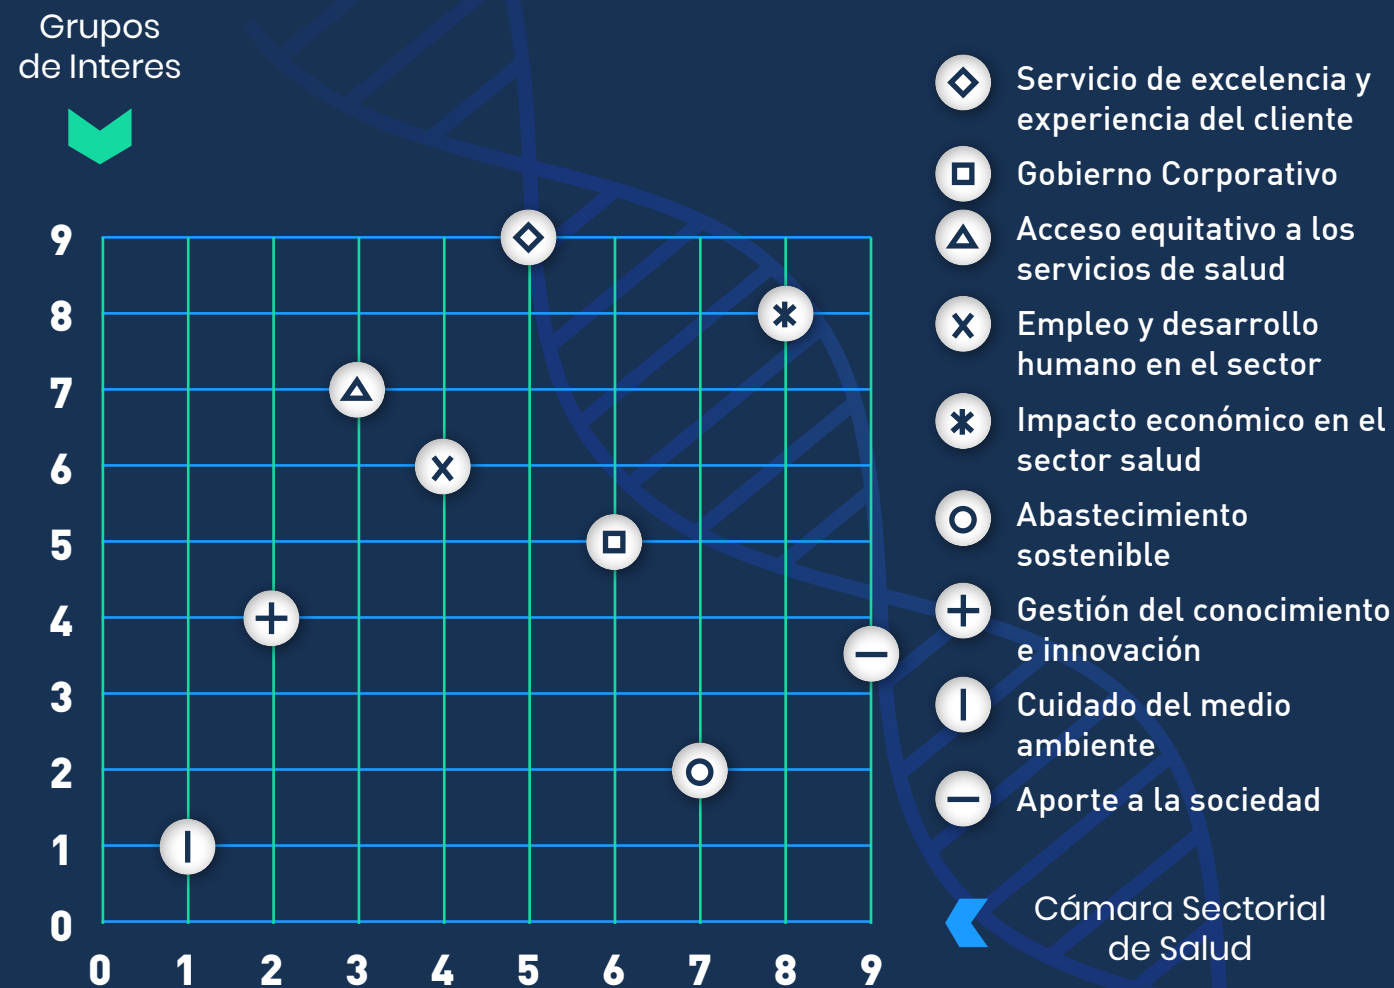 Grupos
de Interes
9
8
7
6
5
4
3
2
1
0
0 1 2 3 4 5 6 7 8 9
Servicio de excelencia y
experiencia del cliente
Gobierno Corporativo
Acceso equitativo a los
servicios de salud
Empleo y desarrollo
humano en el sector
Impacto económico en el
sector salud
Abastecimiento
sostenible
Gestión del conocimiento
e innovación
Cuidado del medio
ambiente
Aporte a la sociedad
Cámara Sectorial
de Salud